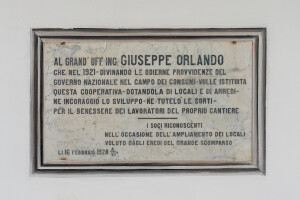 AL GRAND' UFF. ING. GIUSEPPE ORLANDO
CHE NEL 1921 - DIVINANDO LE ODIERNE PROVVIDENZE DEL
GOVERNO NAZIONALE NEL CAMPO DEI CONSUMI - VOLLE ISTITUITA
QUESTA COOPERATIVA - DOTANDOLA DI LOCALI E DI ARREDI -
NE INCORAGGIÒ LO SVILUPPO - NE TUTELÒ LE SORTI -
PER IL BENESSERE DEI LAVORATORI DEL PROPRIO CANTIERE
I SOCI RICONOSCENTI
NELL'OCCASIONE DELL'AMPLIAMENTO DEI LOCALI
VOLUTO DAGLI EREDI DEL GRANDE SCOMPARSO
LI 16 FEBBRAIO 1928